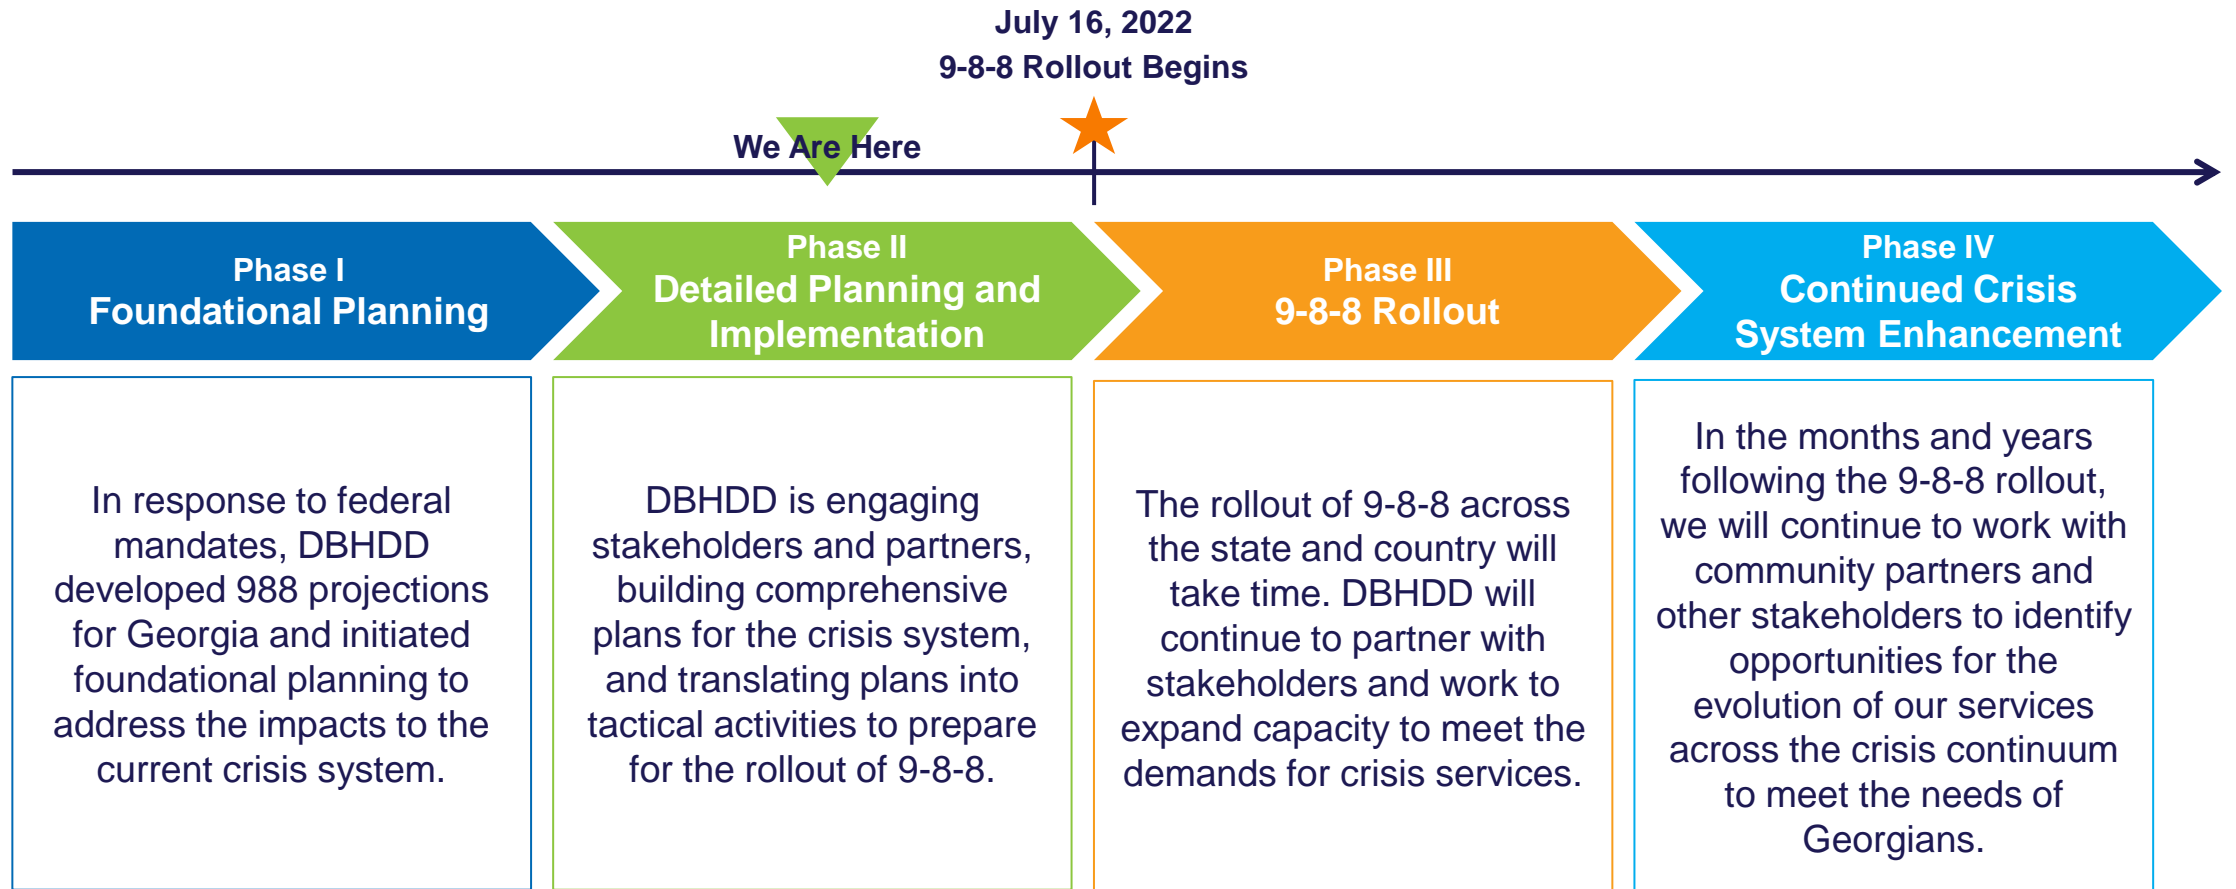 July 16, 2022
9-8-8 Rollout Begins
We Are Here
Phase I
Foundational Planning
Phase II
Detailed Planning and
Implementation
Phase III
9-8-8 Rollout
Phase IV
Continued Crisis
System Enhancement
In response to federal
mandates, DBHDD
developed 988 projections
for Georgia and initiated
foundational planning to
address the impacts to the
current crisis system.
DBHDD is engaging
stakeholders and partners,
building comprehensive
plans for the crisis system,
and translating plans into
tactical activities to prepare
for the rollout of 9-8-8.
The rollout of 9-8-8 across
the state and country will
take time. DBHDD will
continue to partner with
stakeholders and work to
expand capacity to meet the
demands for crisis services.
In the months and years
following the 9-8-8 rollout,
we will continue to work with
community partners and
other stakeholders to identify
opportunities for the
evolution of our services
across the crisis continuum
to meet the needs of
Georgians.